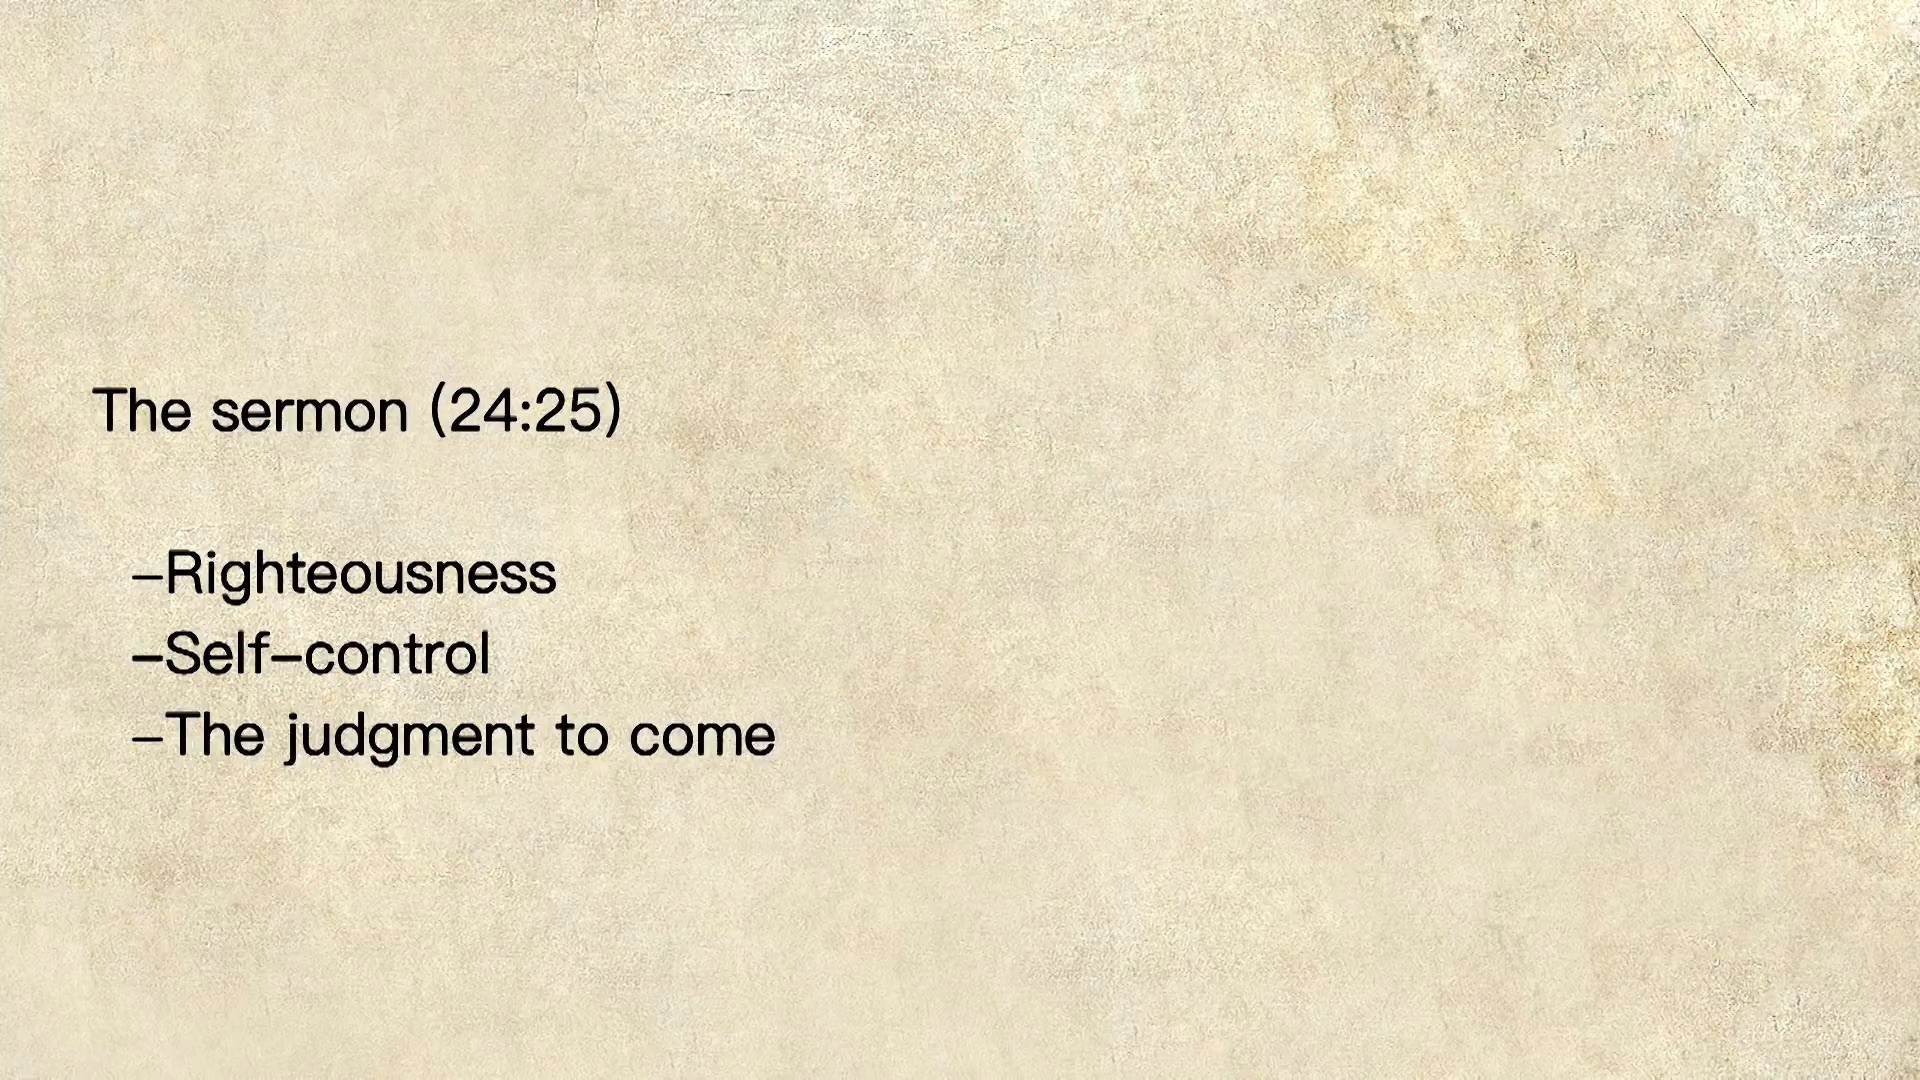 The sermon (24:25)
–Righteousness
–Self–control
–The judgment to come